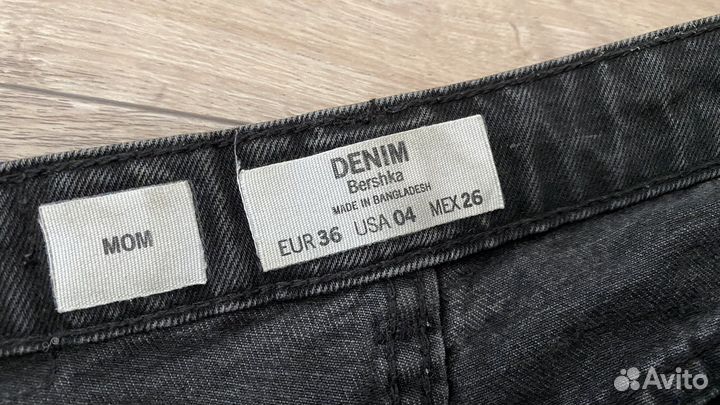 MOM
DENIM
Bershka
MADE IN BANGLADESH
EUR 36 USA 04 MEX 26
Avito